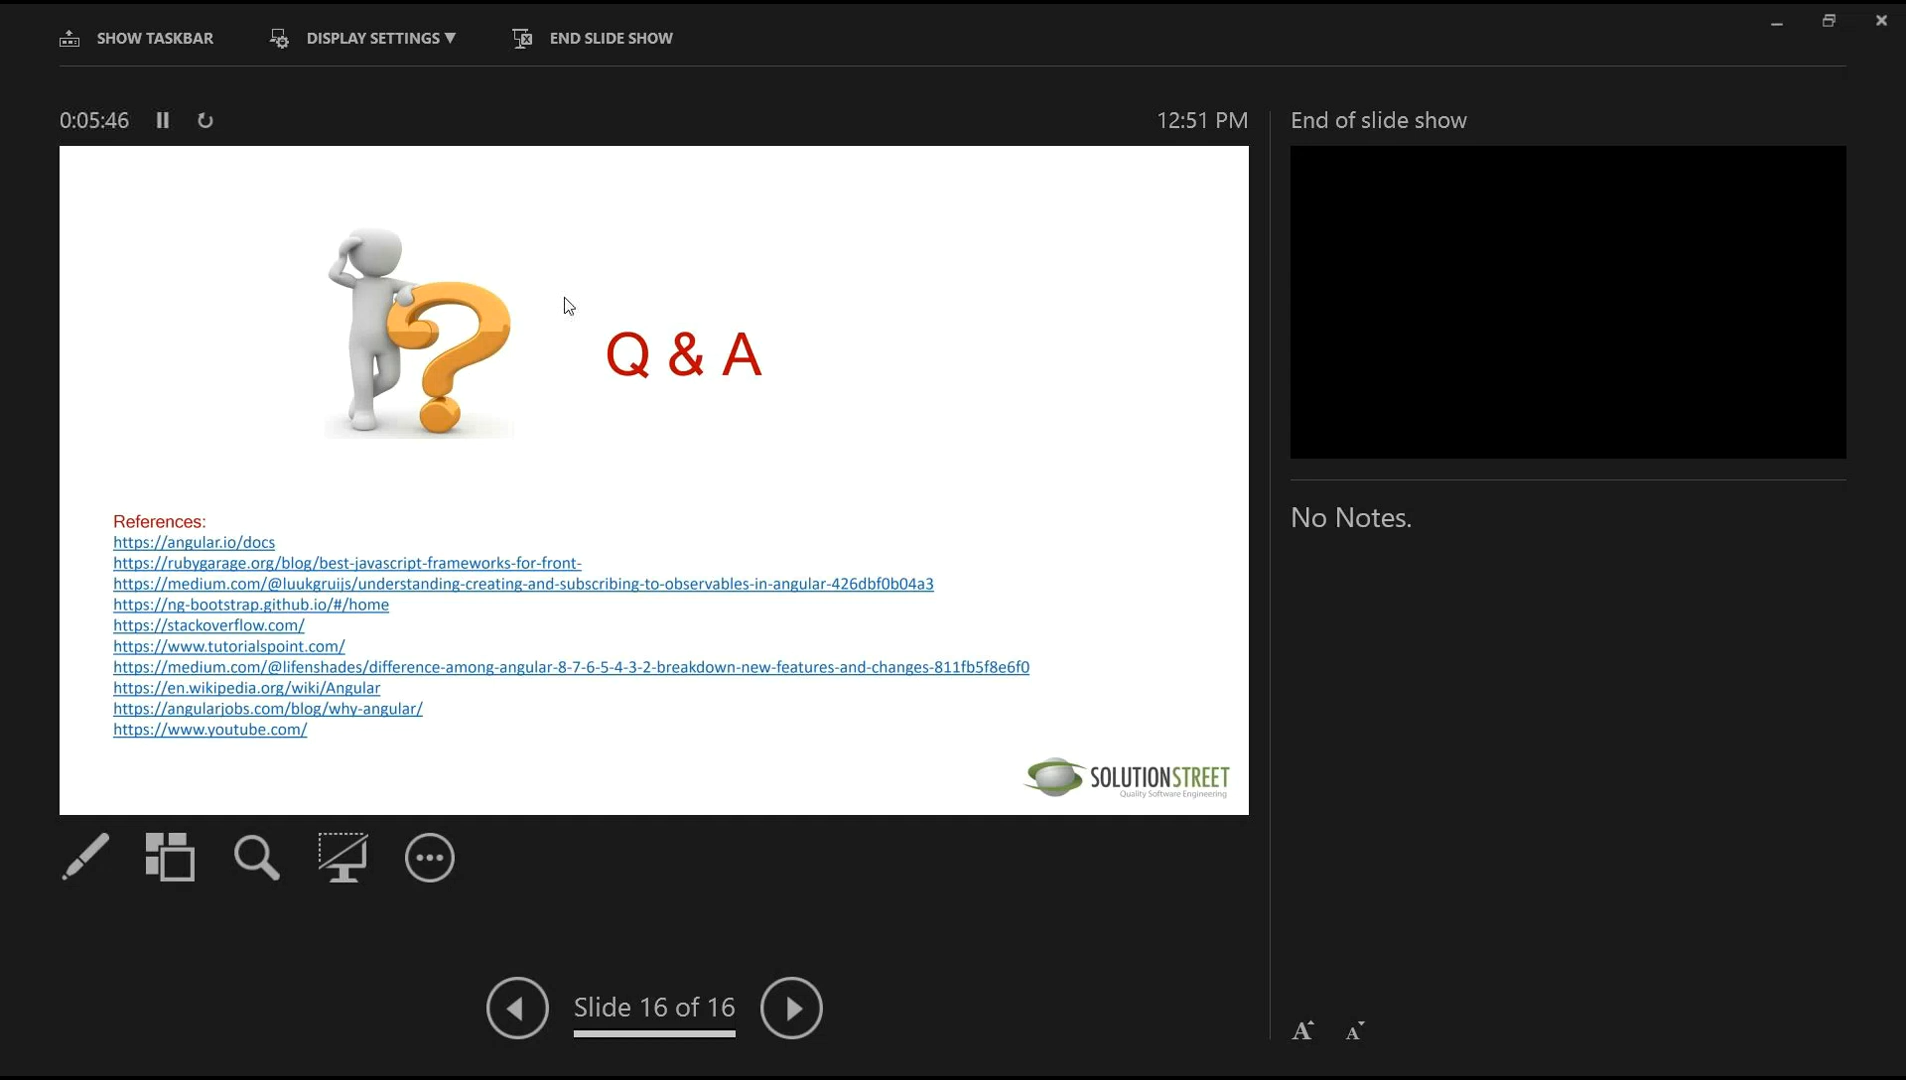 SHOW TASKBAR
DISPLAY SETTINGS ▼
END SLIDE SHOW
0:05:46
12:51 PM
End of slide show
?
Q & A
References:
https://angular.io/docs
https://rubygarage.org/blog/best-javascript-frameworks-for-front-
https://medium.com/@luukgruijs/understanding-creating-and-subscribing-to-observables-in-angular-426dbf0b04a3
https://ng-bootstrap.github.io/#/home
https://stackoverflow.com/
https://www.tutorialspoint.com/
https://medium.com/@lifenshades/difference-among-angular-8-7-6-5-4-3-2-breakdown-new-features-and-changes-811fb5f8e6f0
https://en.wikipedia.org/wiki/Angular
https://angularjobs.com/blog/why-angular/
https://www.youtube.com/
SOLUTIONSTREET
Quality Software Engineering
No Notes.
Slide 16 of 16
A A